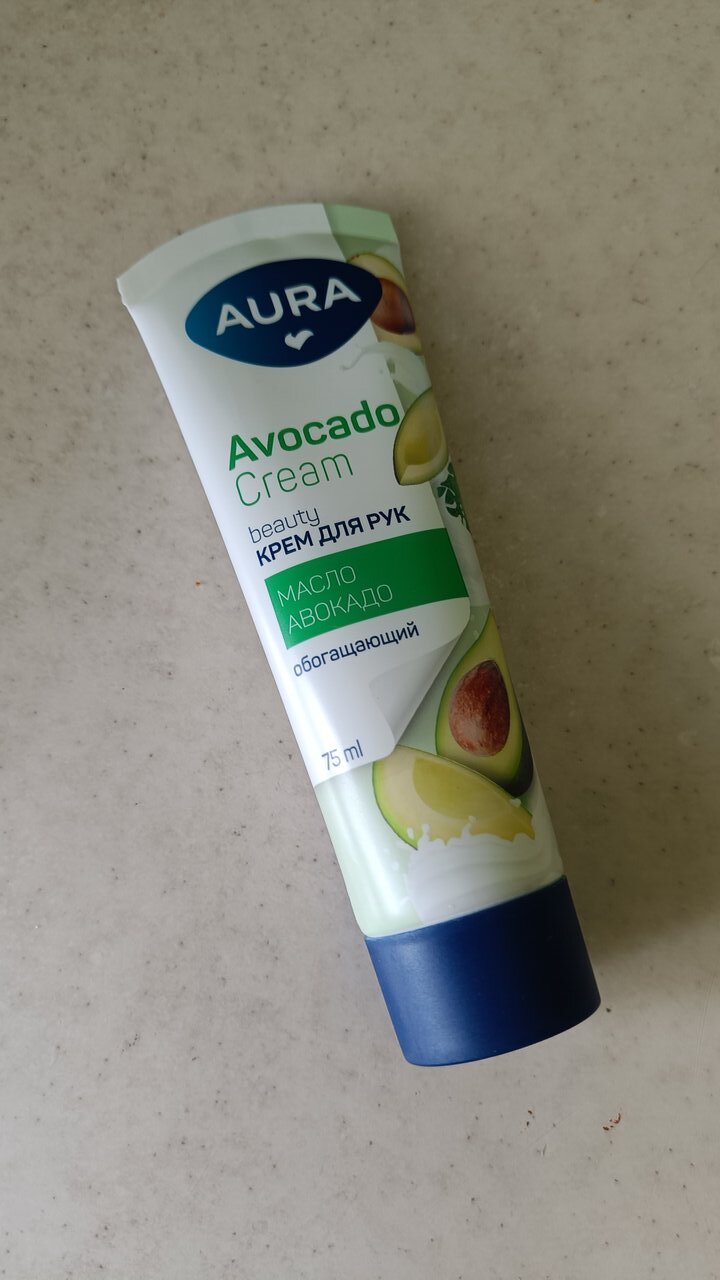 AURA
Avocado
Cream
beauty
КРЕМ ДЛЯ РУК
МАСЛО
АВОКАДО
обогащающий
75 ml